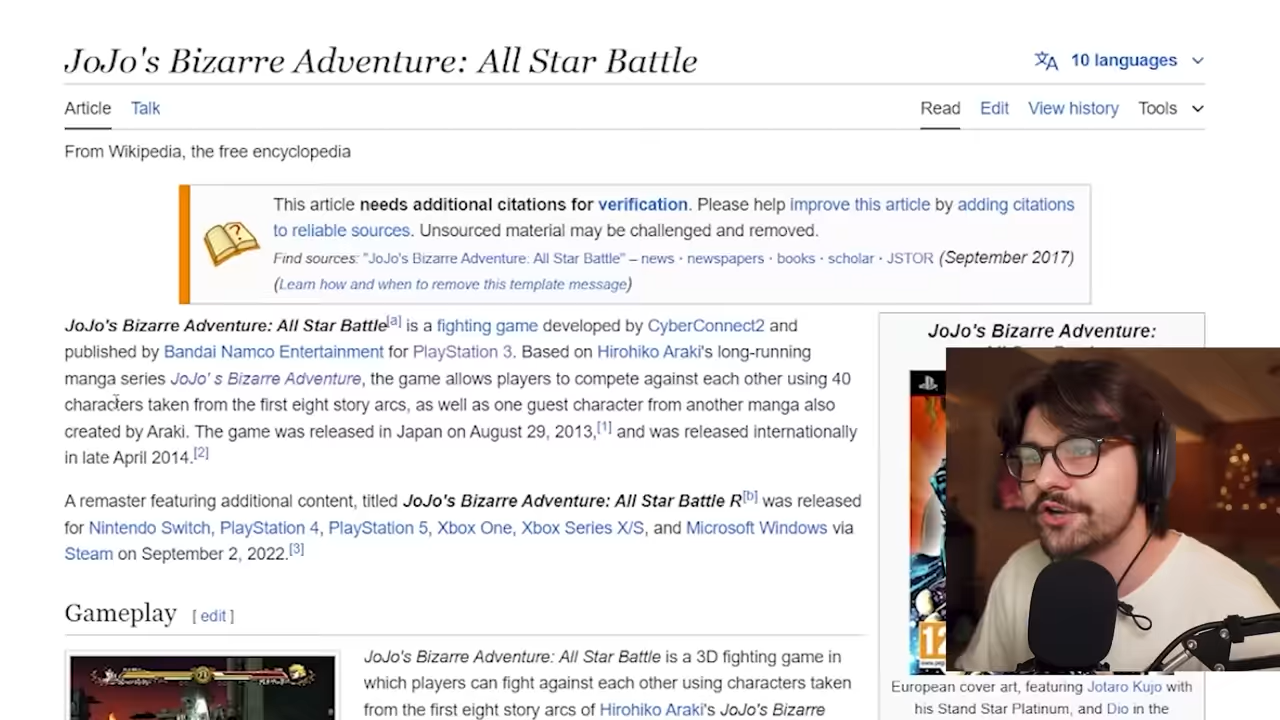 JoJo's Bizarre Adventure: All Star Battle
10 languages
Article Talk
Read Edit View history Tools
From Wikipedia, the free encyclopedia
This article needs additional citations for verification. Please help improve this article by adding citations
to reliable sources. Unsourced material may be challenged and removed.
Find sources: "JoJo's Bizarre Adventure: All Star Battle" – news · newspapers · books · scholar · JSTOR (September 2017)
(Learn how and when to remove this template message)
JoJo's Bizarre Adventure: All Star Battle[a] is a fighting game developed by CyberConnect2 and
published by Bandai Namco Entertainment for PlayStation 3. Based on Hirohiko Araki's long-running
manga series JoJo' s Bizarre Adventure, the game allows players to compete against each other using 40
characters taken from the first eight story arcs, as well as one guest character from another manga also
created by Araki. The game was released in Japan on August 29, 2013,[1] and was released internationally
in late April 2014.[2]
A remaster featuring additional content, titled JoJo's Bizarre Adventure: All Star Battle R[b] was released
for Nintendo Switch, PlayStation 4, PlayStation 5, Xbox One, Xbox Series X/S, and Microsoft Windows via
Steam on September 2, 2022.[3]
Gameplay [ edit ]
JoJo's Bizarre Adventure: All Star Battle is a 3D fighting game in
which players can fight against each other using characters taken
from the first eight story arcs of Hirohiko Araki's JoJo's Bizarre
JoJo's Bizarre Adventure:
12
European cover art, featuring Jotaro Kujo with
his Stand Star Platinum, and Dio in the